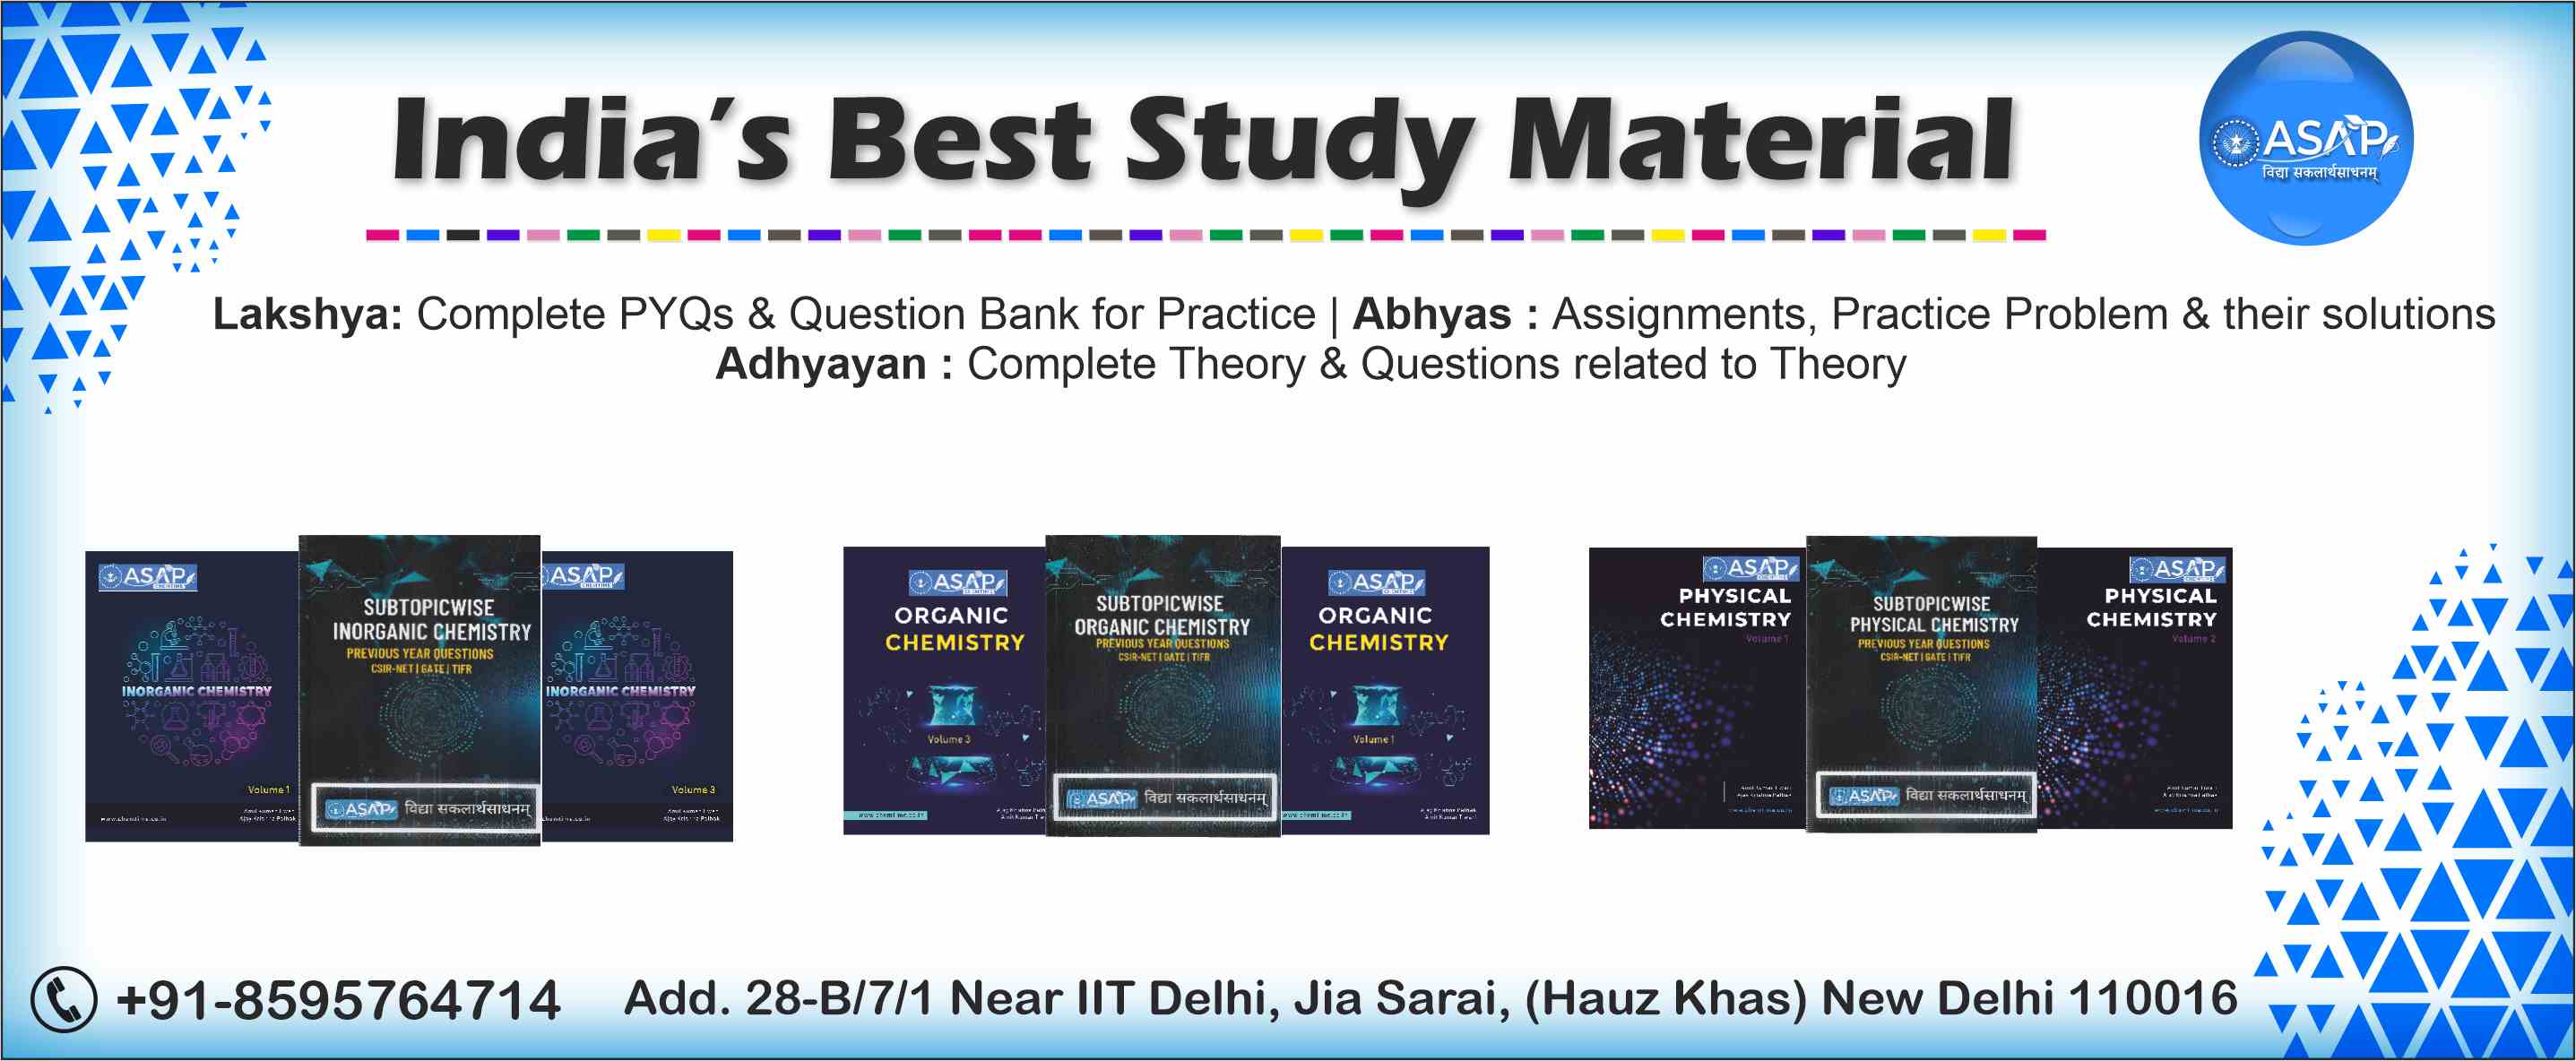 India's Best Study Material
ASAP
विद्या सकलार्थसाधनम्
Lakshya: Complete PYQs & Question Bank for Practice | Abhyas : Assignments, Practice Problem & their solutions
Adhyayan : Complete Theory & Questions related to Theory
ASAP
INORGANIC CHEMISTRY
Volume 1
SUBTOPICWISE
INORGANIC CHEMISTRY
PREVIOUS YEAR QUESTIONS
CSIR-NET | GATE | TIFR
ASAP विद्या सकलार्थसाधनम्
ASAP
INORGANIC CHEMISTRY
Volume 3
ASAP
ORGANIC
CHEMISTRY
Volume 3
SUBTOPICWISE
ORGANIC CHEMISTRY
PREVIOUS YEAR QUESTIONS
CSIR-NET | GATE | TIFR
ASAP विद्या सकलार्थसाधनम्
ASAP
ORGANIC
CHEMISTRY
Volume 1
ASAP
PHYSICAL
CHEMISTRY
Volume 1
SUBTOPICWISE
PHYSICAL CHEMISTRY
PREVIOUS YEAR QUESTIONS
CSIR-NET | GATE | TIFR
ASAP विद्या सकलार्थसाधनम्
ASAP
PHYSICAL
CHEMISTRY
Volume 2
+91-8595764714 Add. 28-B/7/1 Near IIT Delhi, Jia Sarai, (Hauz Khas) New Delhi 110016